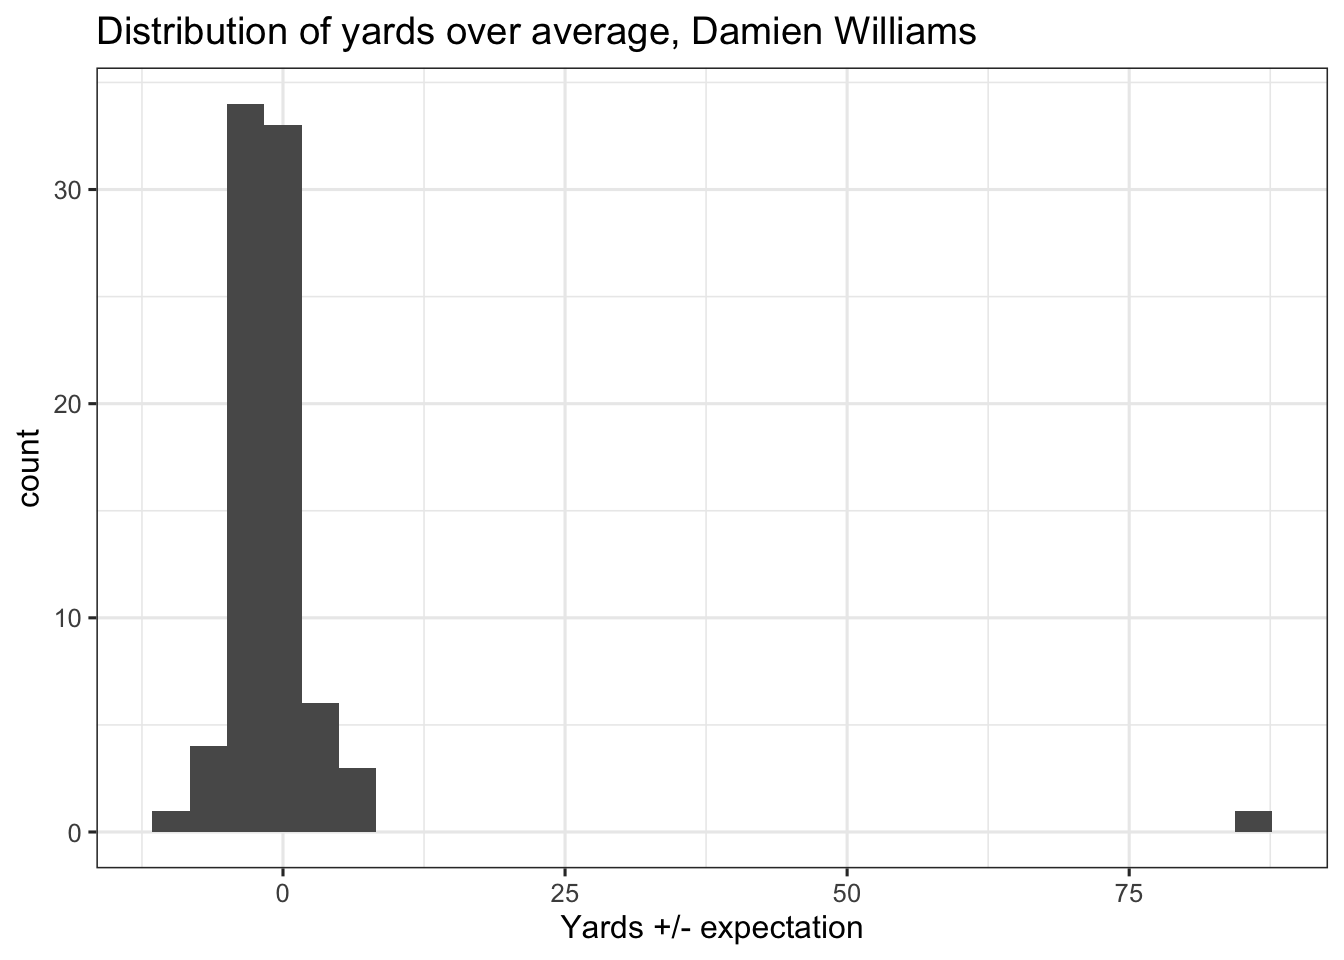 Distribution of yards over average, Damien Williams
30
20
10
0
count
0 25 50 75
Yards +/- expectation